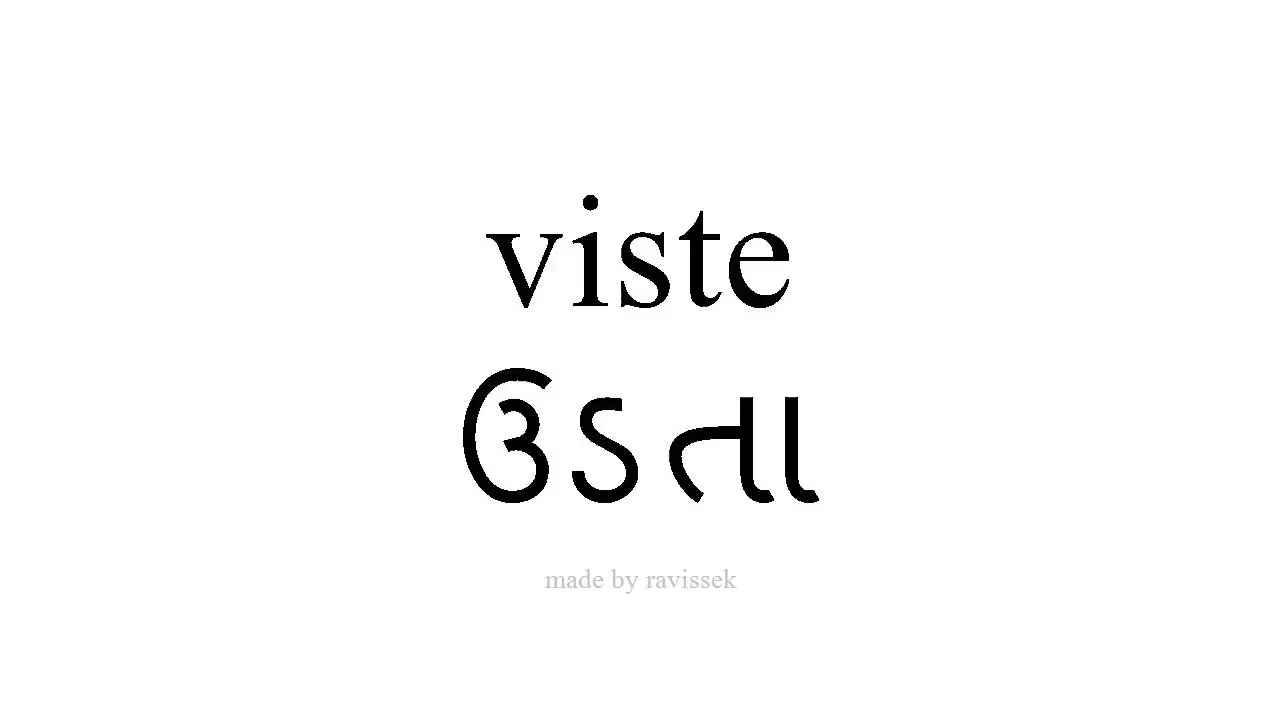 viste
ઉડતા
made by ravissek